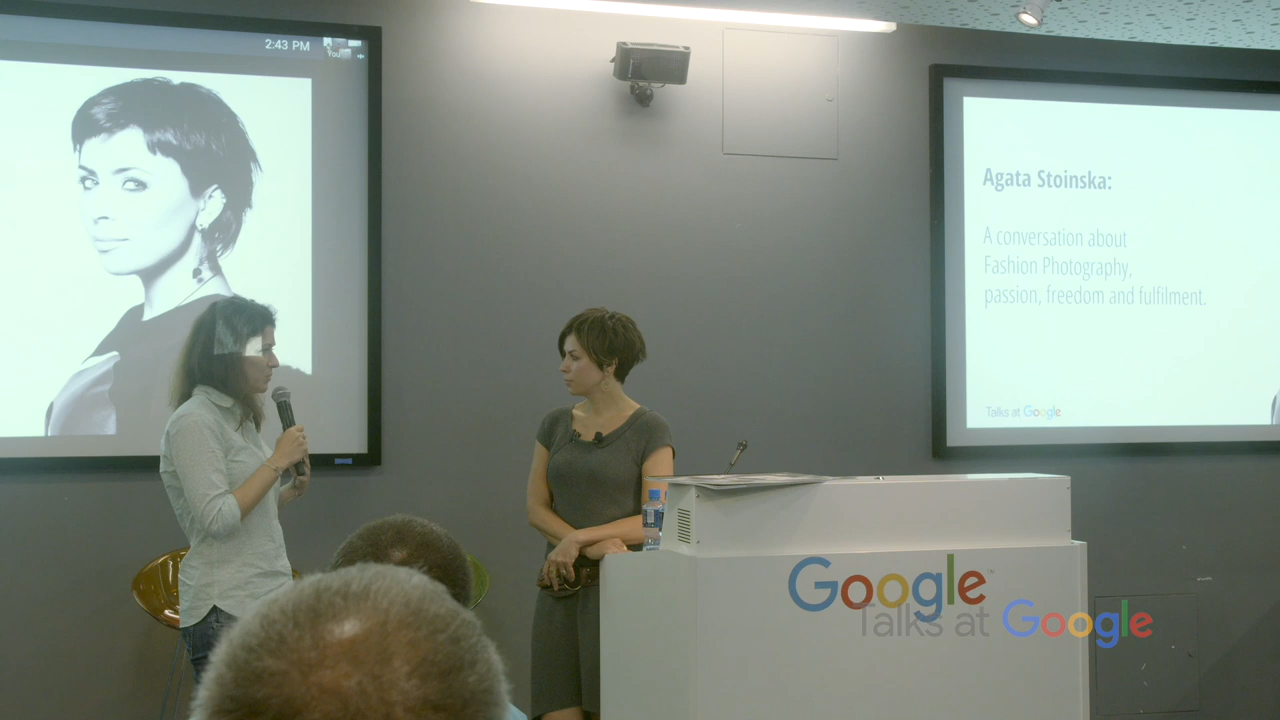 2:43 PM
You
Agata Stoinska:
A conversation about
Fashion Photography,
passion, freedom and fulfilment.
Talks at Google
Google
Talks at Google